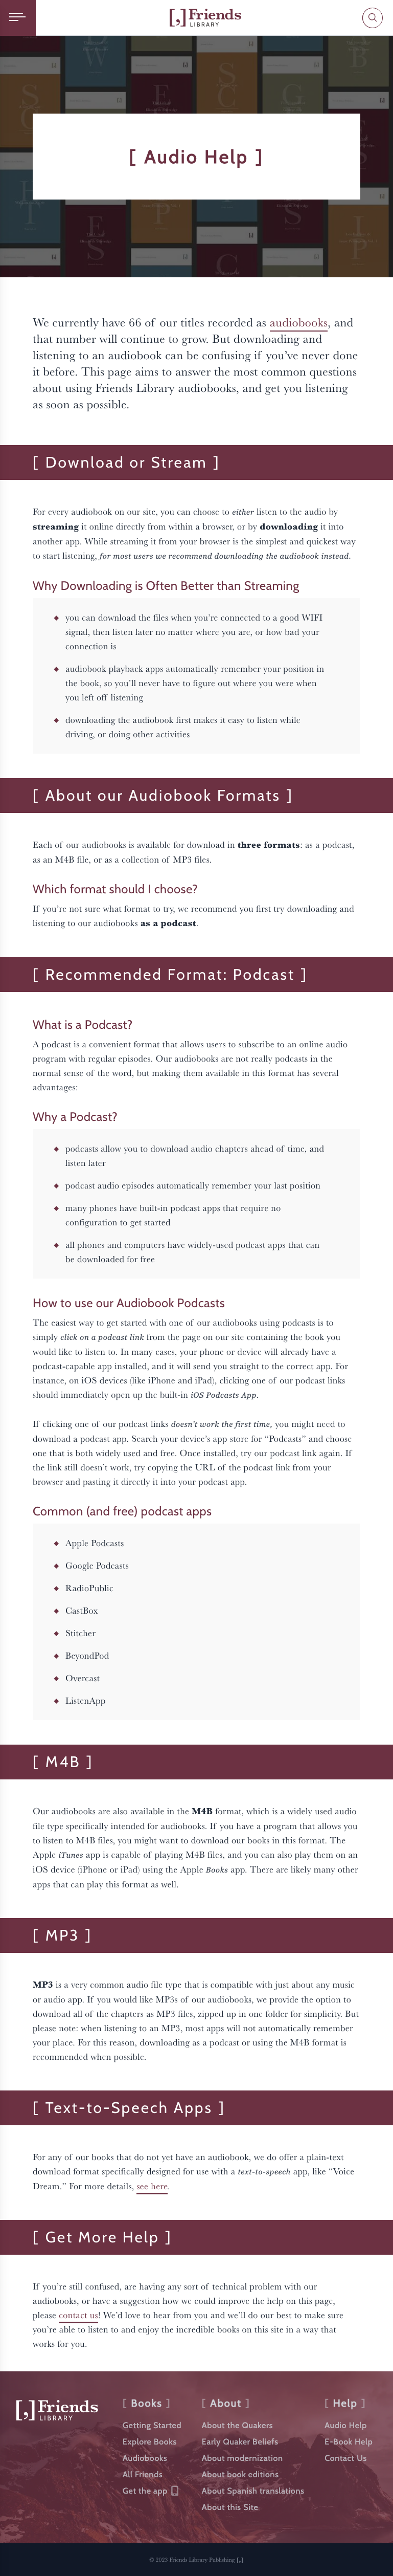 [,] Friends
LIBRARY
[ Audio Help ]
We currently have 66 of our titles recorded as audiobooks, and
that number will continue to grow. But downloading and
listening to an audiobook can be confusing if you’ve never done
it before. This page aims to answer the most common questions
about using Friends Library audiobooks, and get you listening
as soon as possible.
[ Download or Stream ]
For every audiobook on our site, you can choose to either listen to the audio by
streaming it online directly from within a browser, or by downloading it into
another app. While streaming it from your browser is the simplest and quickest way
to start listening, for most users we recommend downloading the audiobook instead.
Why Downloading is Often Better than Streaming
◆ you can download the files when you’re connected to a good WIFI
signal, then listen later no matter where you are, or how bad your
connection is
◆ audiobook playback apps automatically remember your position in
the book, so you’ll never have to figure out where you were when
you left off listening
◆ downloading the audiobook first makes it easy to listen while
driving, or doing other activities
[ About our Audiobook Formats ]
Each of our audiobooks is available for download in three formats: as a podcast,
as an M4B file, or as a collection of MP3 files.
Which format should I choose?
If you’re not sure what format to try, we recommend you first try downloading and
listening to our audiobooks as a podcast.
[ Recommended Format: Podcast ]
What is a Podcast?
A podcast is a convenient format that allows users to subscribe to an online audio
program with regular episodes. Our audiobooks are not really podcasts in the
normal sense of the word, but making them available in this format has several
advantages:
Why a Podcast?
◆ podcasts allow you to download audio chapters ahead of time, and
listen later
◆ podcast audio episodes automatically remember your last position
◆ many phones have built-in podcast apps that require no
configuration to get started
◆ all phones and computers have widely-used podcast apps that can
be downloaded for free
How to use our Audiobook Podcasts
The easiest way to get started with one of our audiobooks using podcasts is to
simply click on a podcast link from the page on our site containing the book you
would like to listen to. In many cases, your phone or device will already have a
podcast-capable app installed, and it will send you straight to the correct app. For
instance, on iOS devices (like iPhone and iPad), clicking one of our podcast links
should immediately open up the built-in iOS Podcasts App.
If clicking one of our podcast links doesn’t work the first time, you might need to
download a podcast app. Search your device’s app store for “Podcasts” and choose
one that is both widely used and free. Once installed, try our podcast link again. If
the link still doesn’t work, try copying the URL of the podcast link from your
browser and pasting it directly it into your podcast app.
Common (and free) podcast apps
◆ Apple Podcasts
◆ Google Podcasts
◆ RadioPublic
◆ CastBox
◆ Stitcher
◆ BeyondPod
◆ Overcast
◆ ListenApp
[ M4B ]
Our audiobooks are also available in the M4B format, which is a widely used audio
file type specifically intended for audiobooks. If you have a program that allows you
to listen to M4B files, you might want to download our books in this format. The
Apple iTunes app is capable of playing M4B files, and you can also play them on an
iOS device (iPhone or iPad) using the Apple Books app. There are likely many other
apps that can play this format as well.
[ MP3 ]
MP3 is a very common audio file type that is compatible with just about any music
or audio app. If you would like MP3s of our audiobooks, we provide the option to
download all of the chapters as MP3 files, zipped up in one folder for simplicity. But
please note: when listening to an MP3, most apps will not automatically remember
your place. For this reason, downloading as a podcast or using the M4B format is
recommended when possible.
[ Text-to-Speech Apps ]
For any of our books that do not yet have an audiobook, we do offer a plain-text
download format specifically designed for use with a text-to-speech app, like “Voice
Dream.” For more details, see here.
[ Get More Help ]
If you’re still confused, are having any sort of technical problem with our
audiobooks, or have a suggestion how we could improve the help on this page,
please contact us! We’d love to hear from you and we’ll do our best to make sure
you’re able to listen to and enjoy the incredible books on this site in a way that
works for you.
[,] Friends
LIBRARY
[ Books ]
Getting Started
Explore Books
Audiobooks
All Friends
Get the app
[ About ]
About the Quakers
Early Quaker Beliefs
About modernization
About book editions
About Spanish translations
About this Site
[ Help ]
Audio Help
E-Book Help
Contact Us
© 2023 Friends Library Publishing [,]